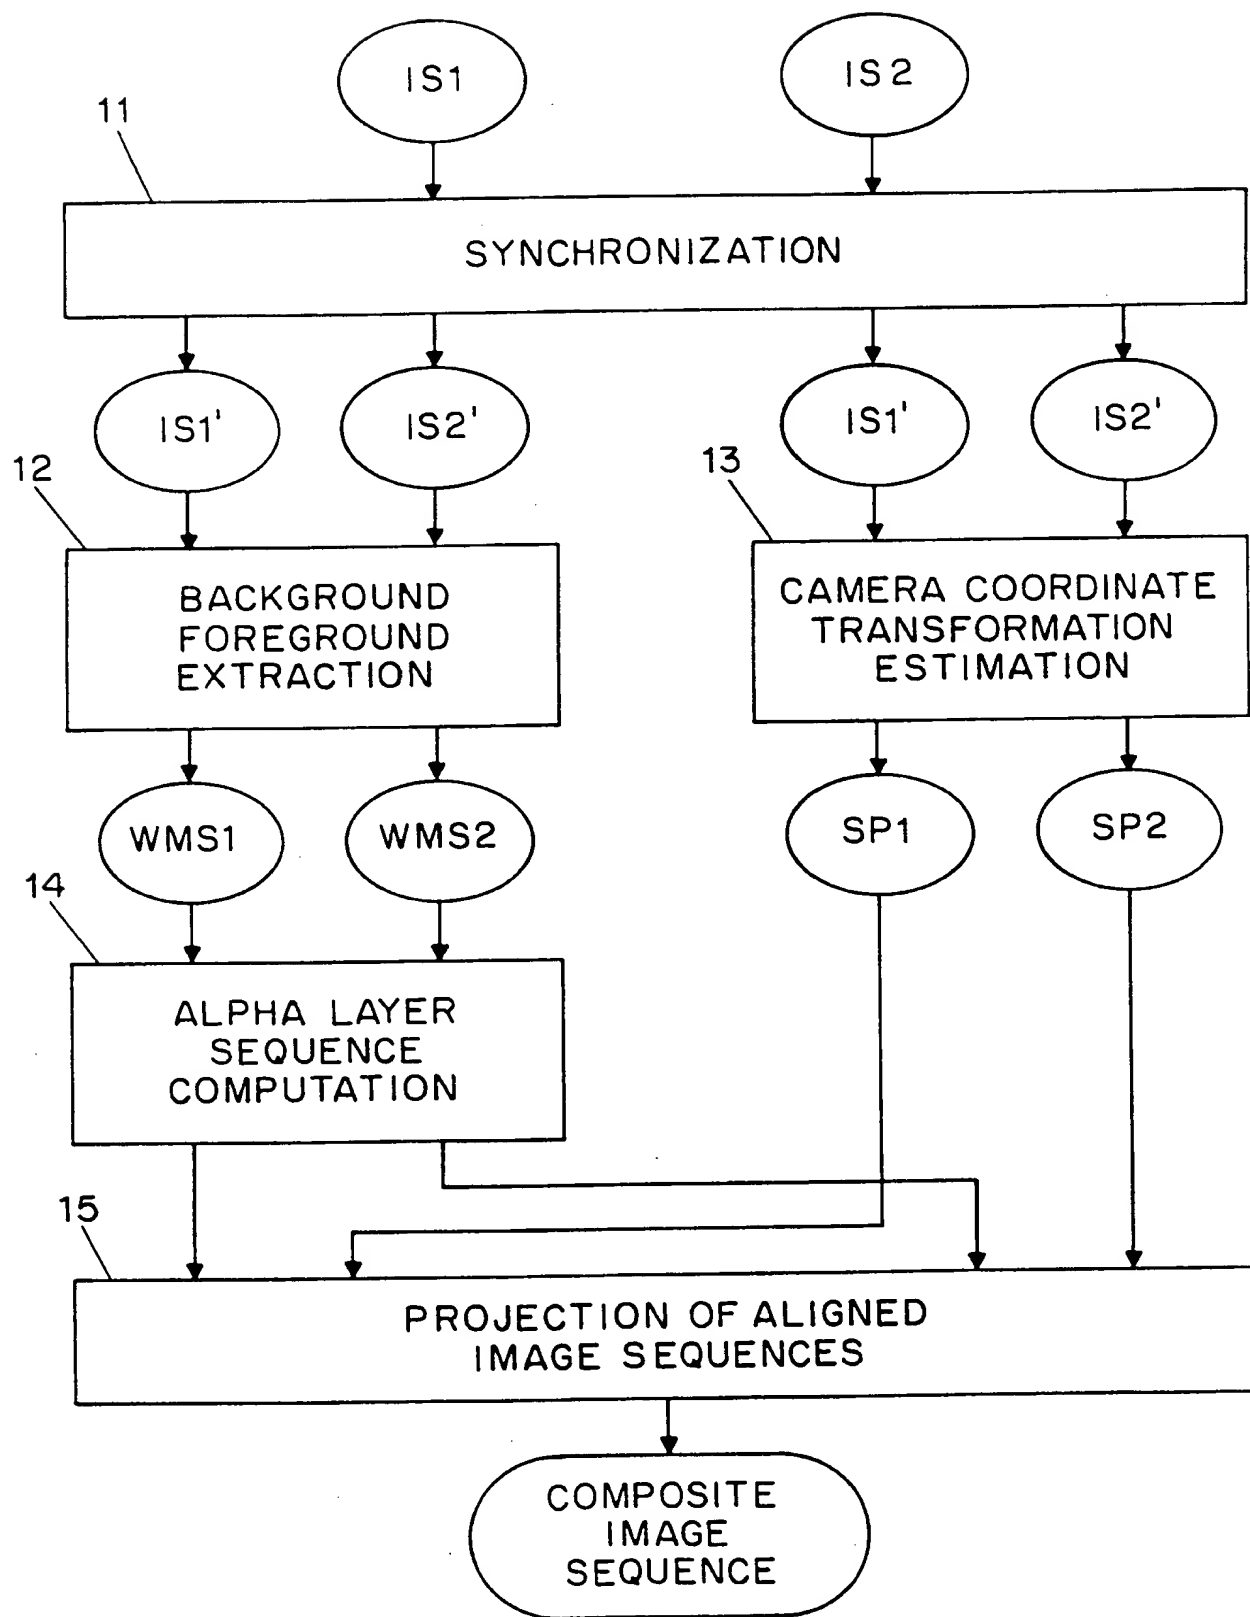 IS1
IS2
11
SYNCHRONIZATION
IS1'
IS2'
IS1'
IS2'
12
13
BACKGROUND
FOREGROUND
EXTRACTION
CAMERA COORDINATE
TRANSFORMATION
ESTIMATION
WMS1
WMS2
SP1
SP2
14
ALPHA LAYER
SEQUENCE
COMPUTATION
15
PROJECTION OF ALIGNED
IMAGE SEQUENCES
COMPOSITE
IMAGE
SEQUENCE